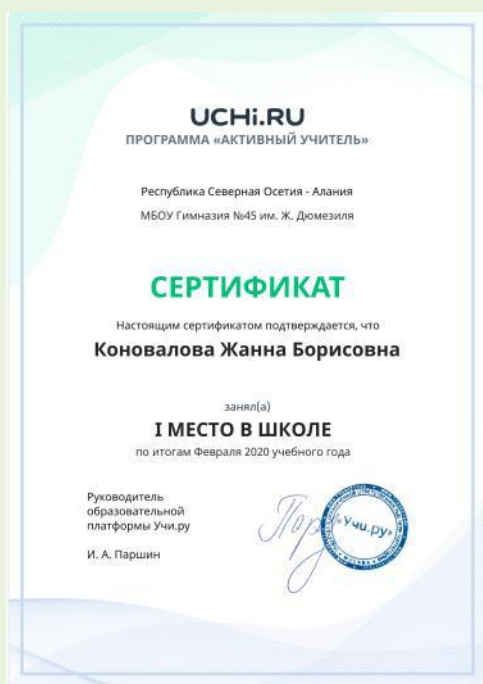 UCHi.RU
ПРОГРАММА «АКТИВНЫЙ УЧИТЕЛЬ»
Республика Северная Осетия - Алания
МБОУ Гимназия №45 им. Ж. Дюмезиля
СЕРТИФИКАТ
Настоящим сертификатом подтверждается, что
Коновалова Жанна Борисовна
занял(а)
I МЕСТО В ШКОЛЕ
по итогам Февраля 2020 учебного года
Руководитель
образовательной
платформы Учи.ру
И. А. Паршин
«Учи.ру»